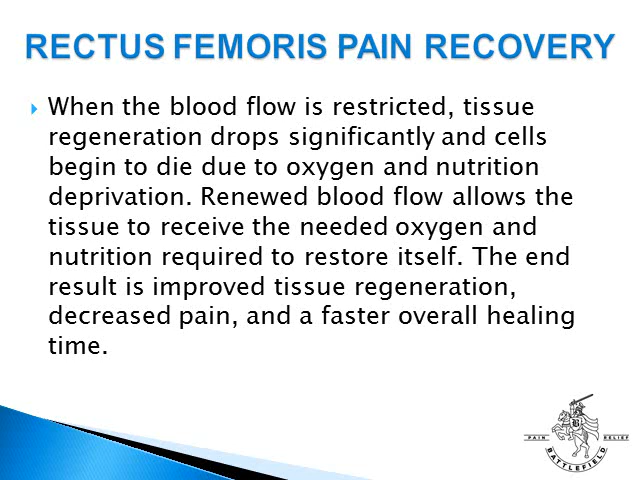 RECTUS FEMORIS PAIN RECOVERY
When the blood flow is restricted, tissue
regeneration drops significantly and cells
begin to die due to oxygen and nutrition
deprivation. Renewed blood flow allows the
tissue to receive the needed oxygen and
nutrition required to restore itself. The end
result is improved tissue regeneration,
decreased pain, and a faster overall healing
time.
B
PAIN RELIEF
BATTLEFIELD